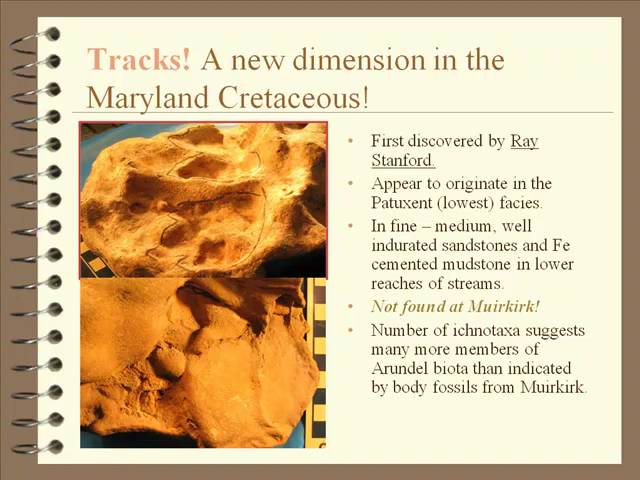 Tracks! A new dimension in the
Maryland Cretaceous!
• First discovered by Ray
Stanford.
• Appear to originate in the
Patuxent (lowest) facies.
• In fine – medium, well
indurated sandstones and Fe
cemented mudstone in lower
reaches of streams.
• Not found at Muirkirk!
• Number of ichnotaxa suggests
many more members of
Arundel biota than indicated
by body fossils from Muirkirk.